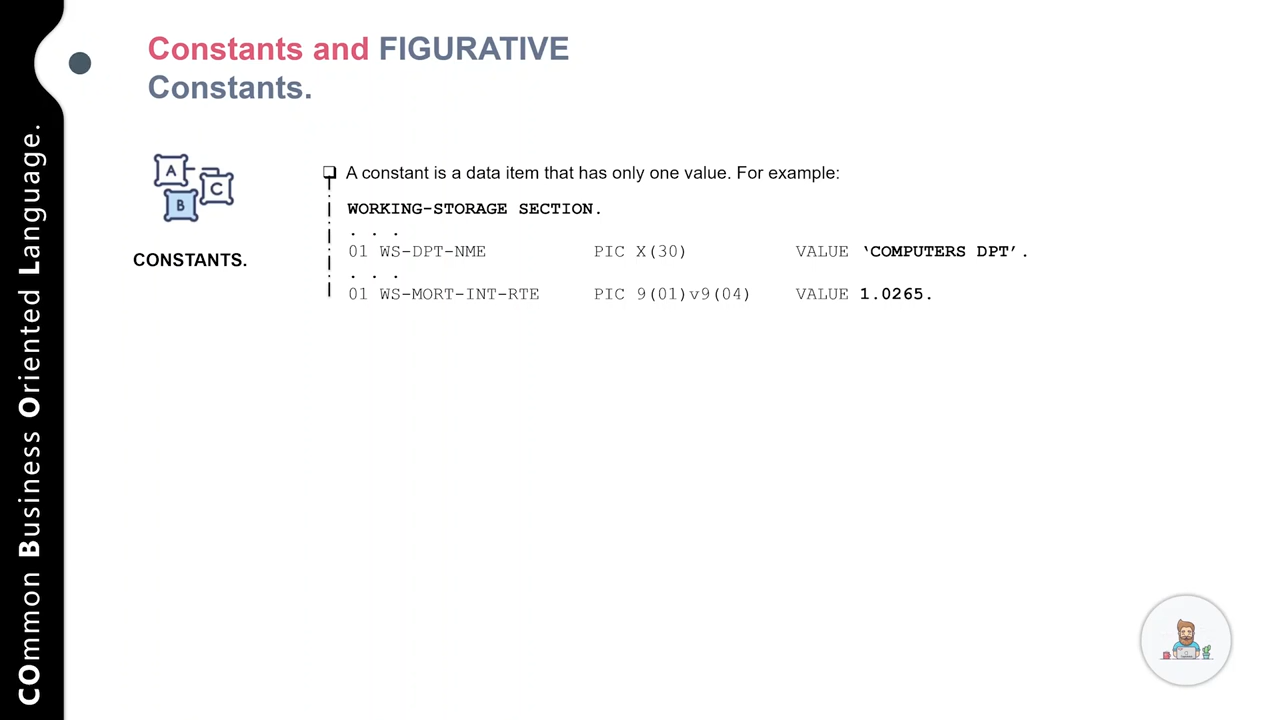 Constants and FIGURATIVE
Constants.
A
C
B
CONSTANTS.
A constant is a data item that has only one value. For example:
WORKING-STORAGE SECTION.
. . .
01 WS-DPT-NME PIC X(30) VALUE ‘COMPUTERS DPT’.
. . .
01 WS-MORT-INT-RTE PIC 9(01)v9(04) VALUE 1.0265.
COmmon Business Oriented Language.